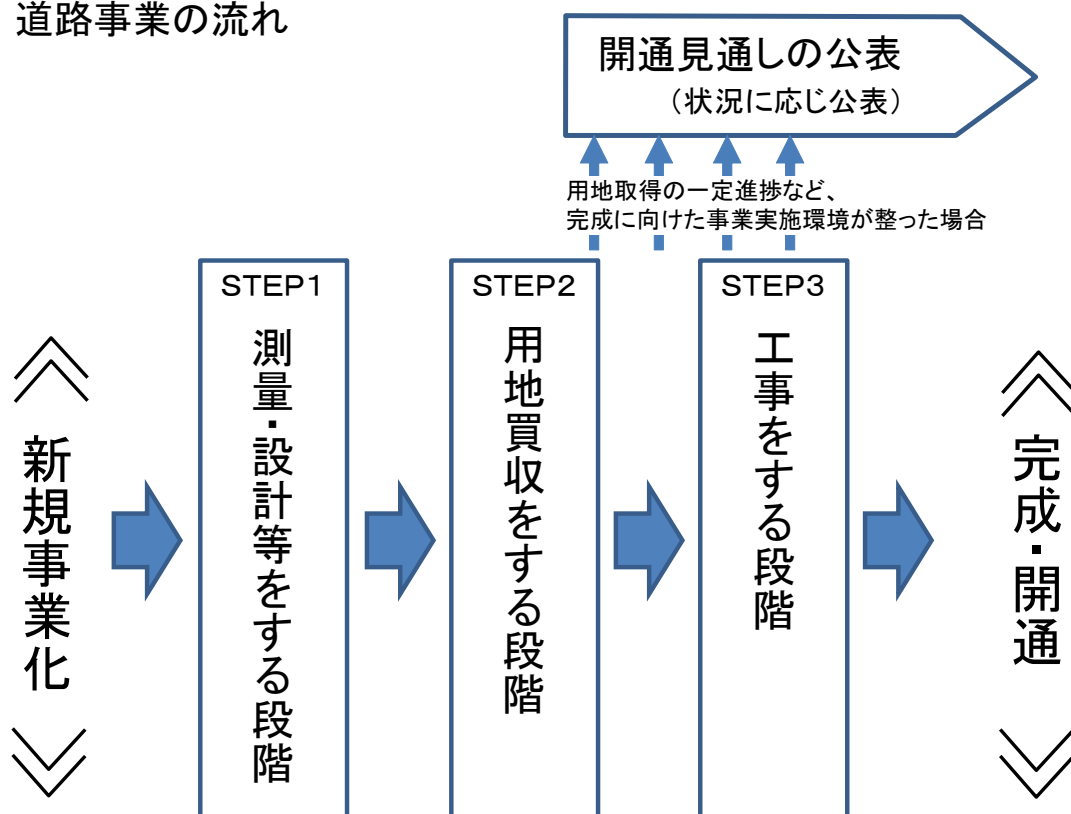 道路事業の流れ
開通見通しの公表
（状況に応じ公表）
用地取得の一定進捗など、
完成に向けた事業実施環境が整った場合
新規事業化
STEP1
測量・設計等をする段階
STEP2
用地買収をする段階
STEP3
工事をする段階
完成・開通